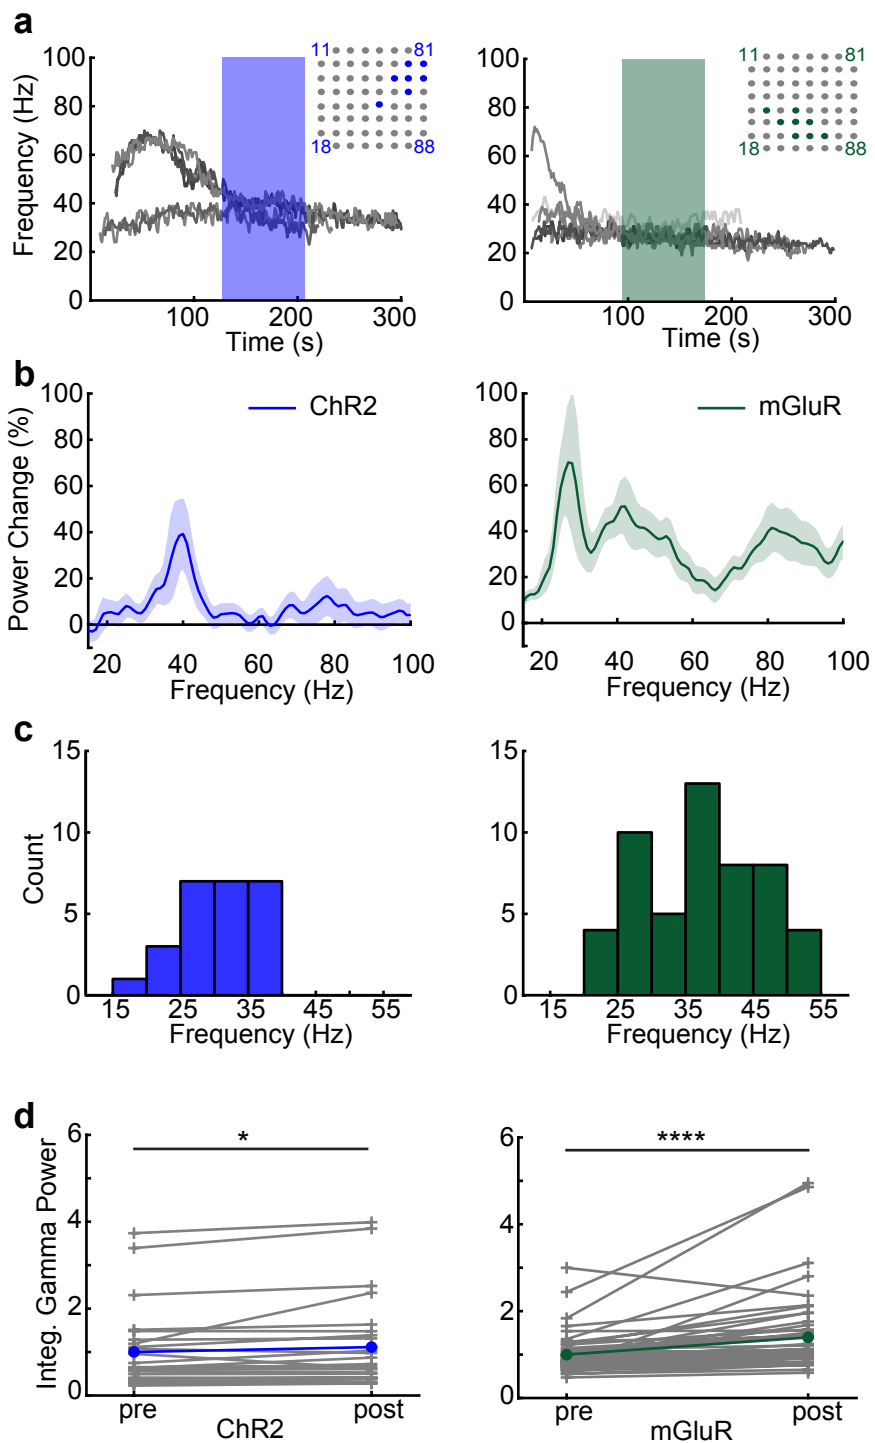 a
100
80
60
40
20
0
Frequency (Hz)
100 200 300
Time (s)
11 81
18 88
100
80
60
40
20
0
100 200 300
Time (s)
11 81
18 88
b
100
80
60
40
20
0
Power Change (%)
ChR2
20 40 60 80 100
Frequency (Hz)
100
80
60
40
20
0
mGluR
20 40 60 80 100
Frequency (Hz)
c
15
10
5
0
Count
15 25 35 45 55
Frequency (Hz)
15
10
5
0
15 25 35 45 55
Frequency (Hz)
d
6
4
2
0
Integ. Gamma Power
*
pre post
ChR2
6
4
2
0
****
pre post
mGluR